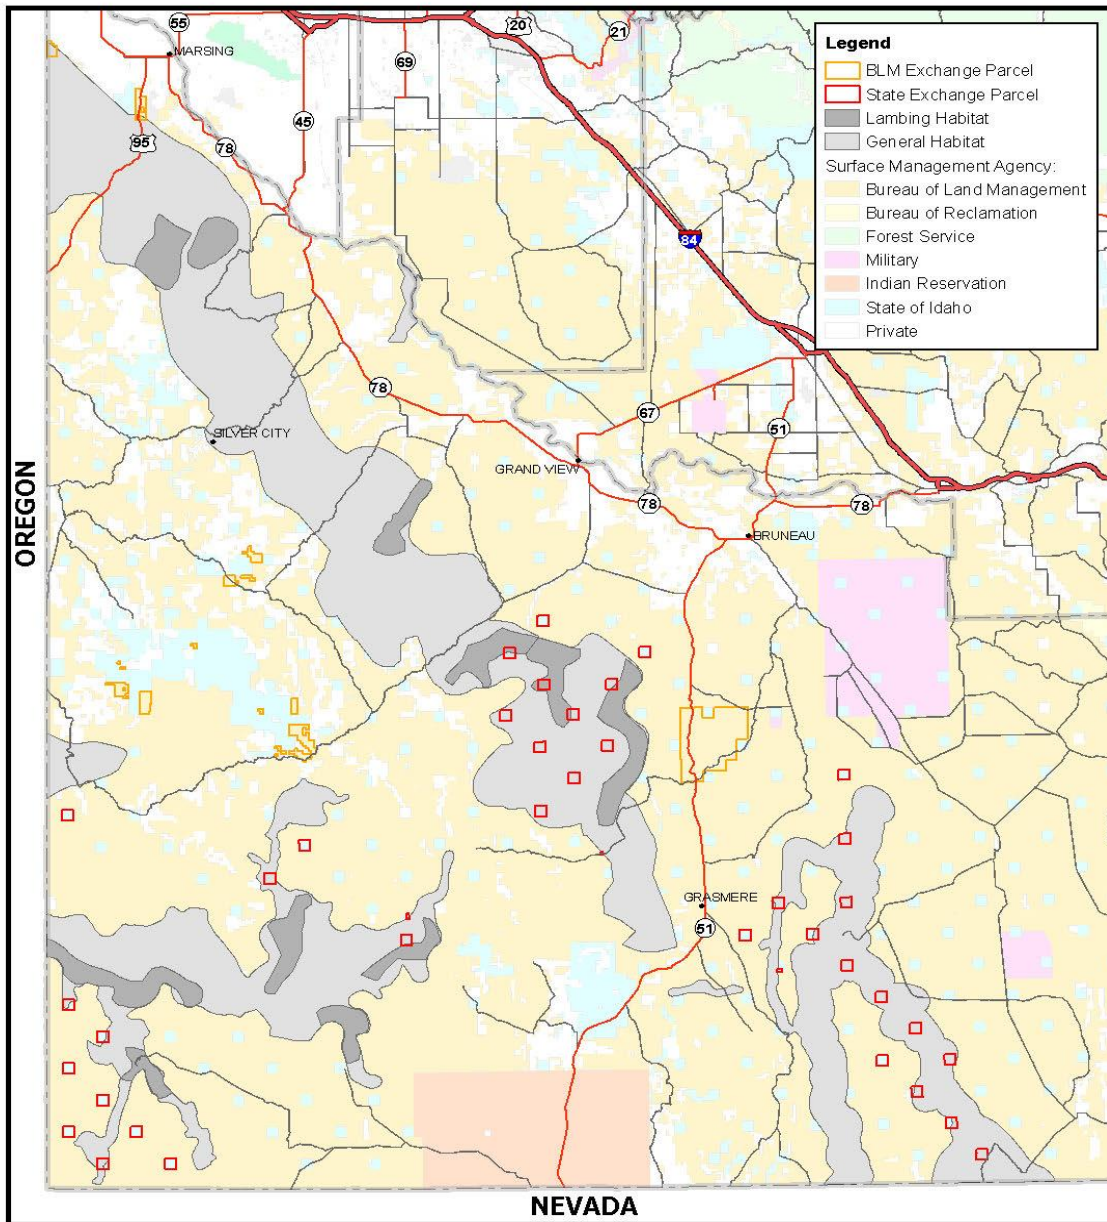 55
20
21
MARSING
69
45
95
78
84
Legend
BLM Exchange Parcel
State Exchange Parcel
Lambing Habitat
General Habitat
Surface Management Agency:
Bureau of Land Management
Bureau of Reclamation
Forest Service
Military
Indian Reservation
State of Idaho
Private
78
67
51
SILVER CITY
GRAND VIEW
78
78
BRUNEAU
OREGON
GRASMERE
51
NEVADA